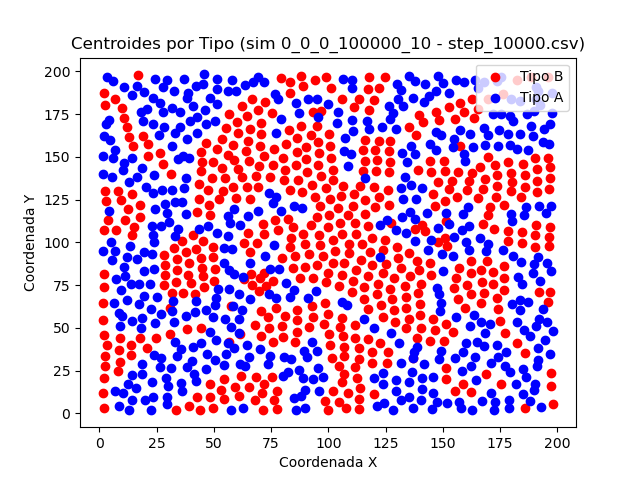 Centroides por Tipo (sim 0_0_0_100000_10 - step_10000.csv)
Tipo B
Tipo A
Coordenada Y
200
175
150
125
100
75
50
25
0
0 25 50 75 100 125 150 175 200
Coordenada X